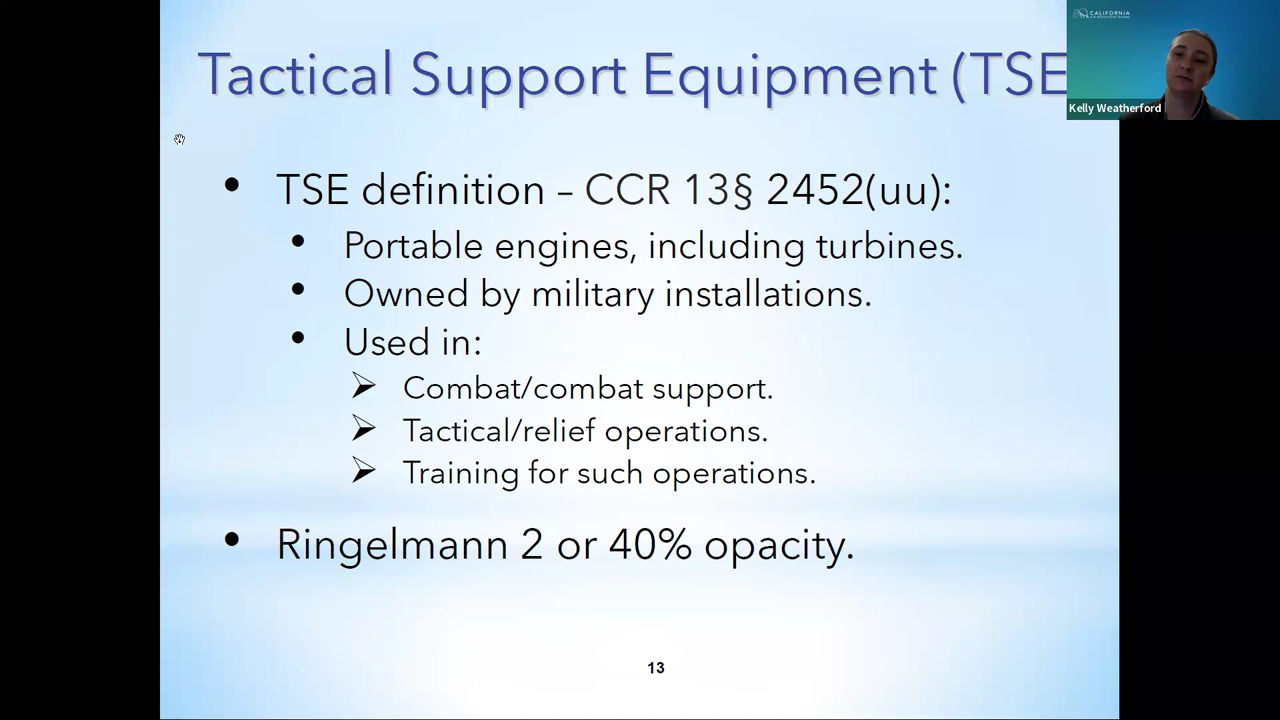 Tactical Support Equipment (TSE
CALIFORNIA
Kelly Weatherford
• TSE definition – CCR 13§ 2452(uu):
• Portable engines, including turbines.
• Owned by military installations.
• Used in:
➢ Combat/combat support.
➢ Tactical/relief operations.
➢ Training for such operations.
• Ringelmann 2 or 40% opacity.
13